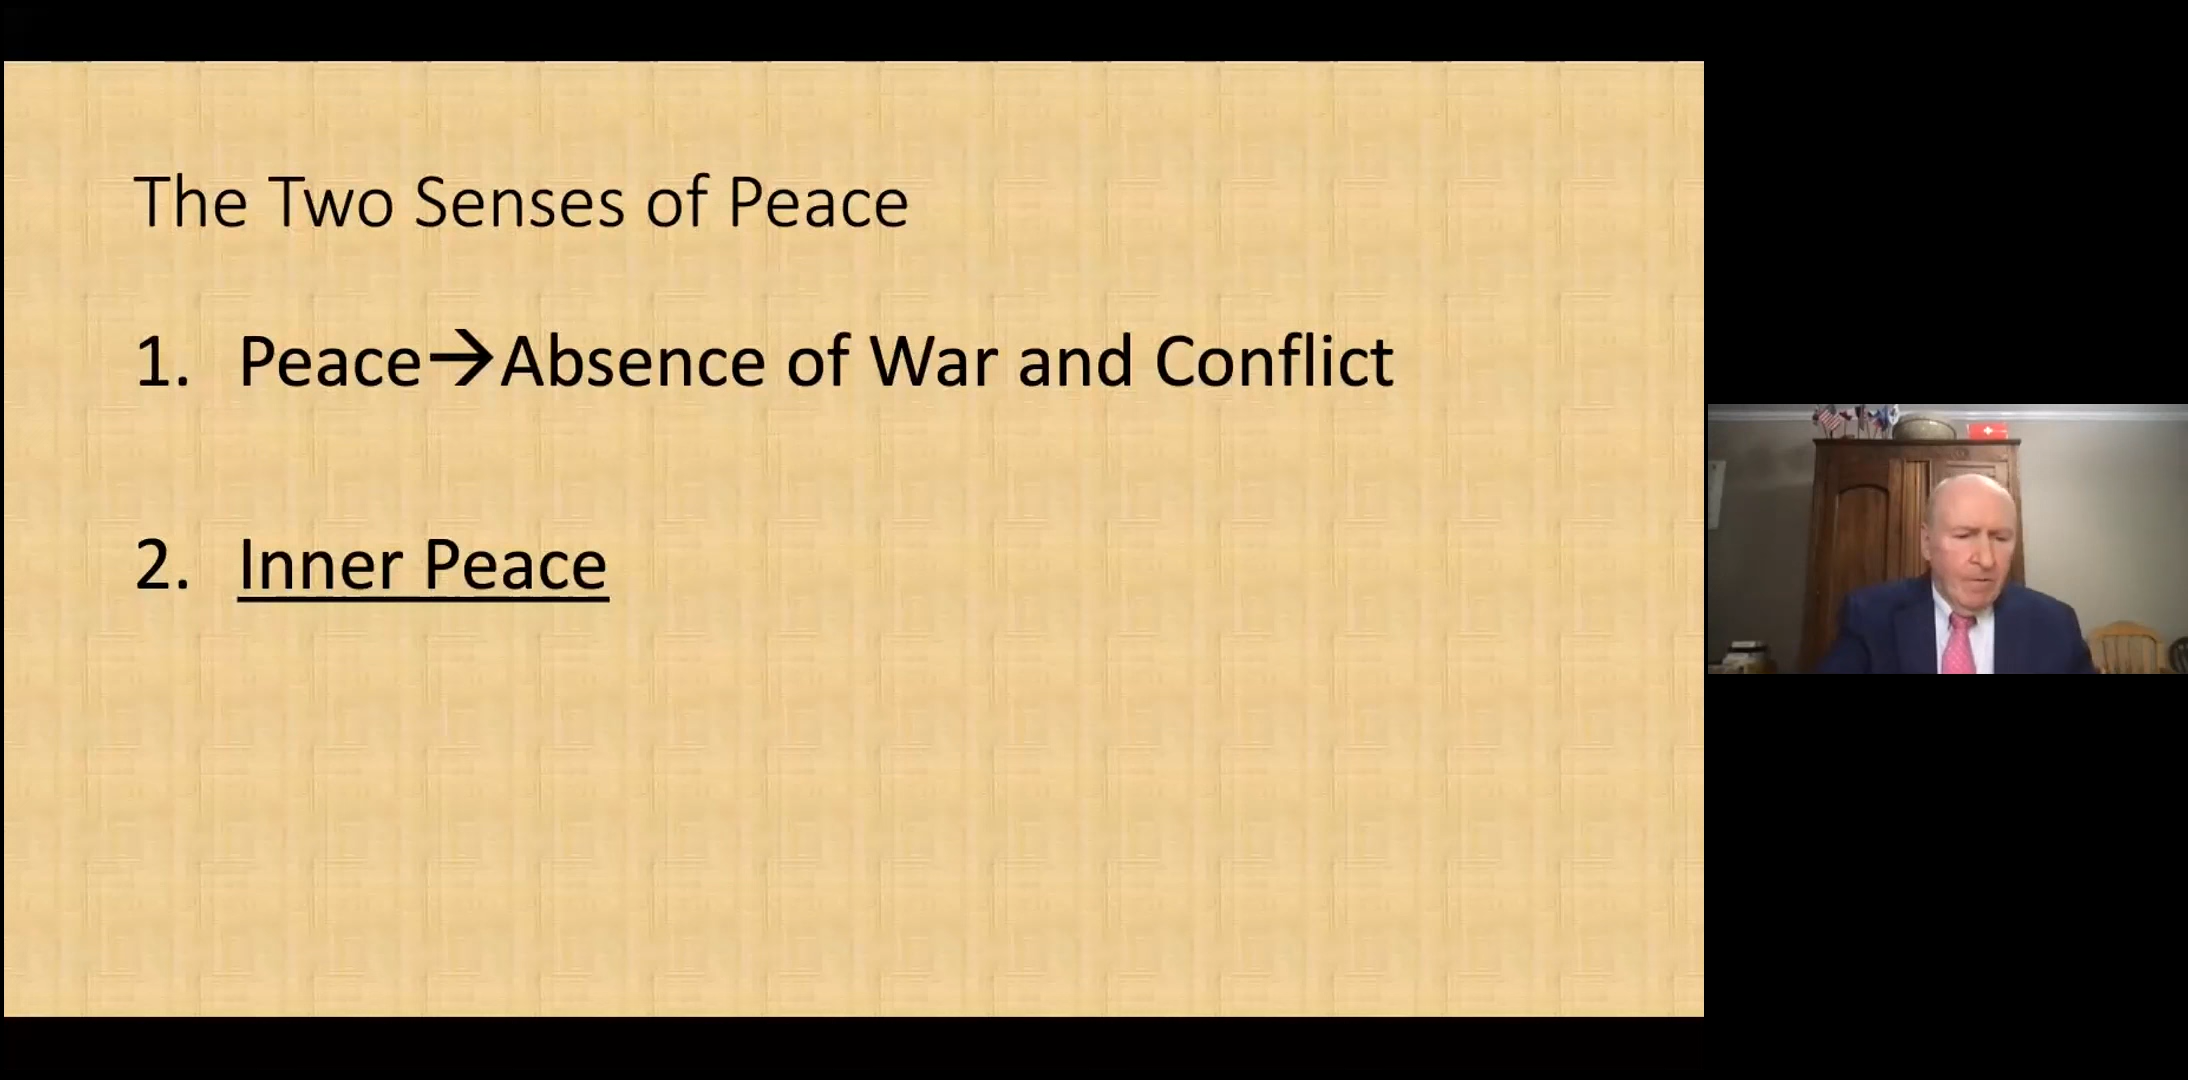 The Two Senses of Peace
1. Peace→Absence of War and Conflict
2. Inner Peace